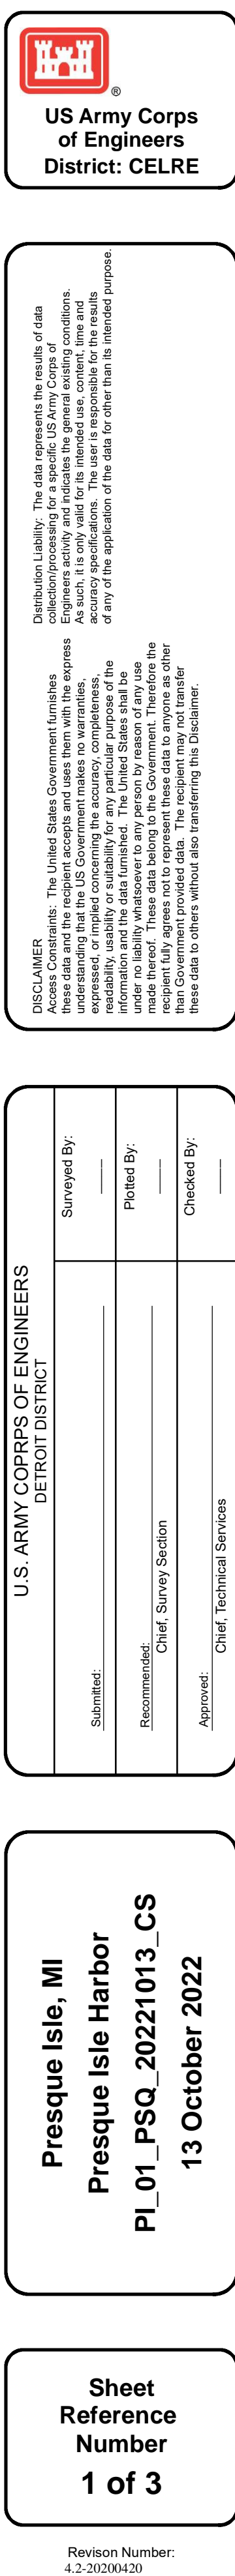 ®
US Army Corps
of Engineers
District: CELRE
DISCLAIMER
Access Constraints: The United States Government furnishes
these data and the recipient accepts and uses them with the express
understanding that the US Government makes no warranties,
expressed, or implied concerning the accuracy, completeness,
readability, usability or suitability for any particular purpose of the
information and the data furnished. The United States shall be
under no liability whatsoever to any person by reason of any use
made thereof. These data belong to the Government. Therefore the
recipient fully agrees not to represent these data to anyone as other
than Government provided data. The recipient may not transfer
these data to others without also transferring this Disclaimer.
Distribution Liability: The data represents the results of data
collection/processing for a specific US Army Corps of
Engineers activity and indicates the general existing conditions.
As such, it is only valid for its intended use, content, time and
accuracy specifications. The user is responsible for the results
of any of the application of the data for other than its intended purpose.
U.S. ARMY COPRPS OF ENGINEERS
DETROIT DISTRICT
Submitted:
Surveyed By:
Recommended:
Chief, Survey Section
Plotted By:
Approved:
Chief, Technical Services
Checked By:
Presque Isle, MI
Presque Isle Harbor
PI_01_PSQ_20221013_CS
13 October 2022
Sheet
Reference
Number
1 of 3
Revison Number:
4.2-20200420